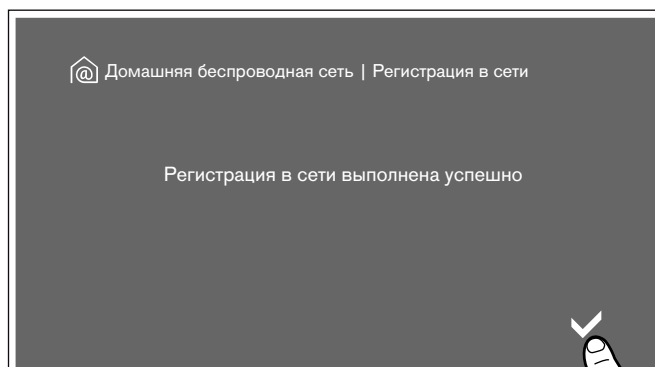 Домашняя беспроводная сеть | Регистрация в сети
Регистрация в сети выполнена успешно